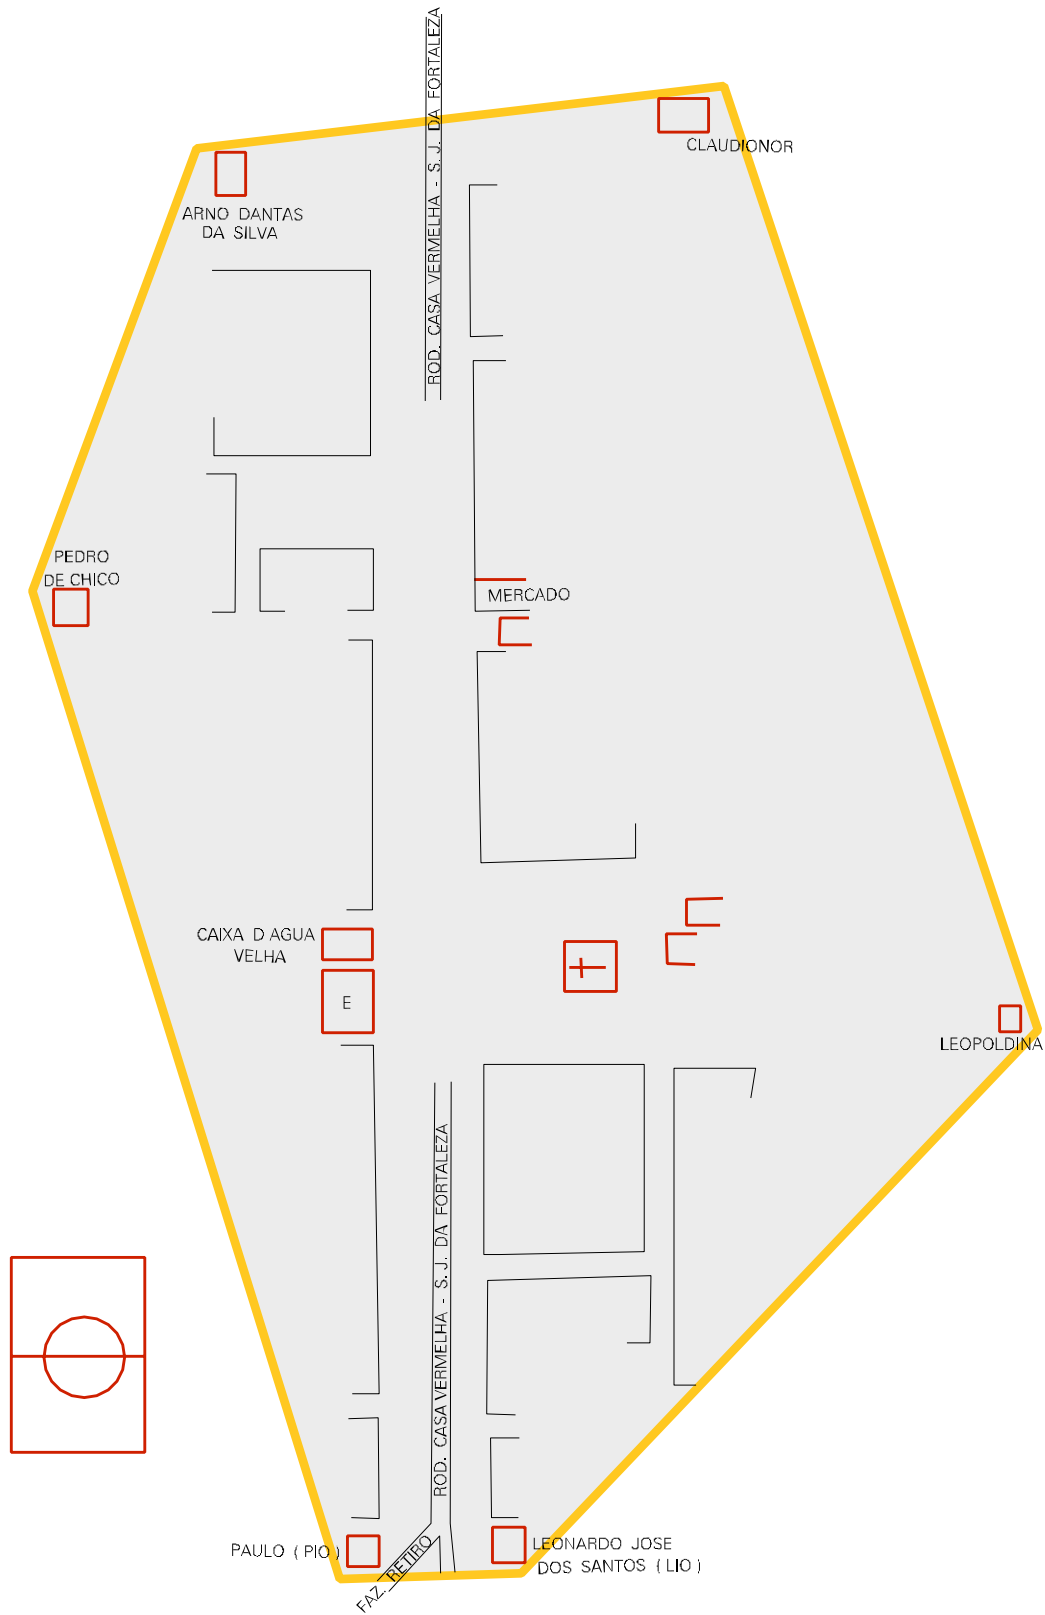 ROD. CASA VERMELHA - S.J. DA FORTALEZA
CLAUDIONOR
ARNO DANTAS
DA SILVA
PEDRO
DE CHICO
MERCADO
CAIXA D AGUA
VELHA
E
LEOPOLDINA
ROD. CASA VERMELHA - S.J. DA FORTALEZA
PAULO ( PIO )
FAZ. RETIRO
LEONARDO JOSE
DOS SANTOS ( LIO )